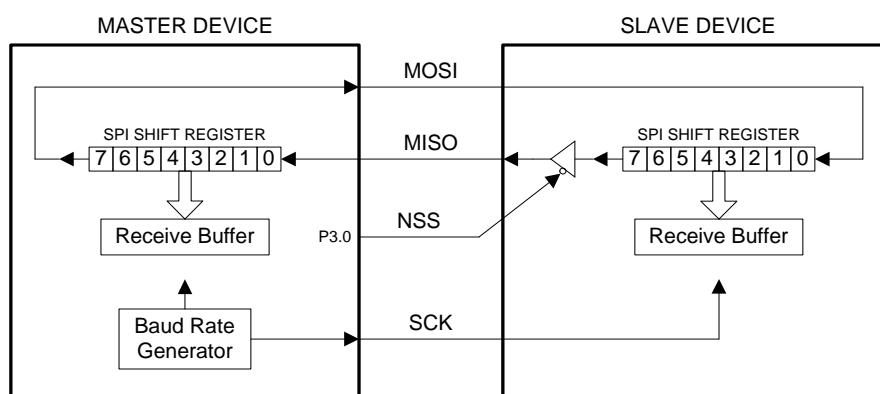 MASTER DEVICE
SLAVE DEVICE
MOSI
SPI SHIFT REGISTER
7 6 5 4 3 2 1 0
MISO
SPI SHIFT REGISTER
7 6 5 4 3 2 1 0
Receive Buffer
P3.0
NSS
Receive Buffer
Baud Rate
Generator
SCK